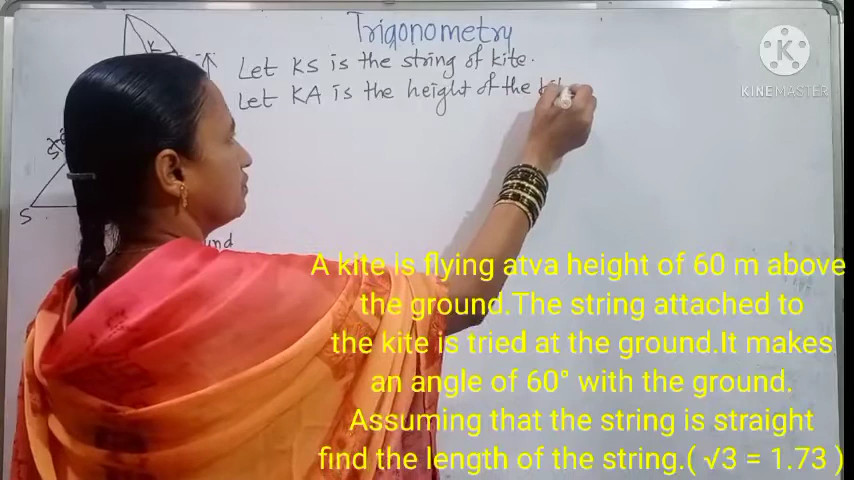 Trigonometry
K
Let KS is the string of kite.
Let KA is the height of the
S
KINEMASTER
A kite is flying atva height of 60 m above
the ground.The string attached to
the kite is tried at the ground.It makes
an angle of 60° with the ground.
Assuming that the string is straight
find the length of the string.( √3 = 1.73 )